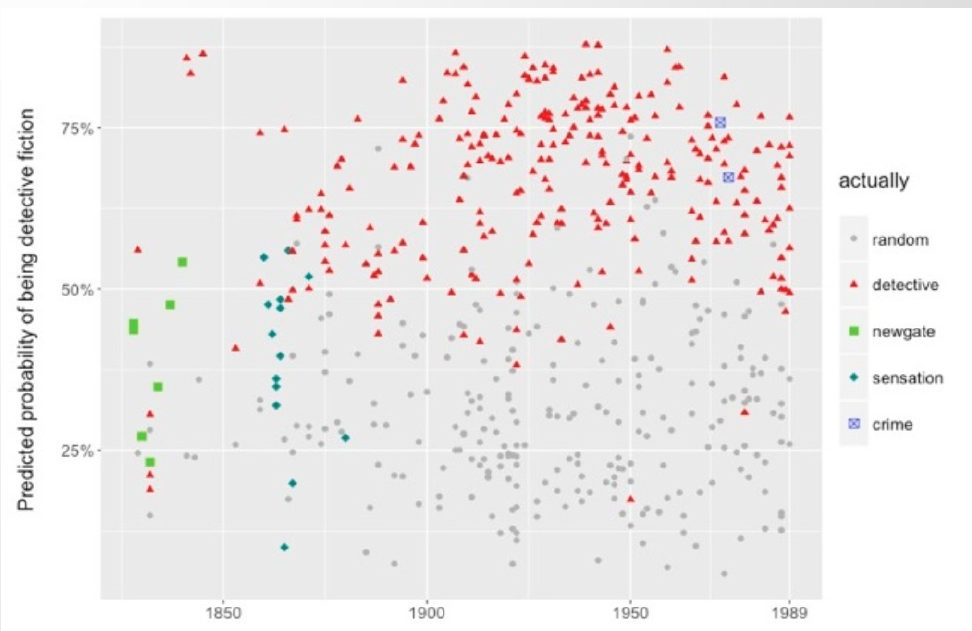 Predicted probability of being detective fiction
75%
50%
25%
1850
1900
1950
1989
actually
random
detective
newgate
sensation
crime